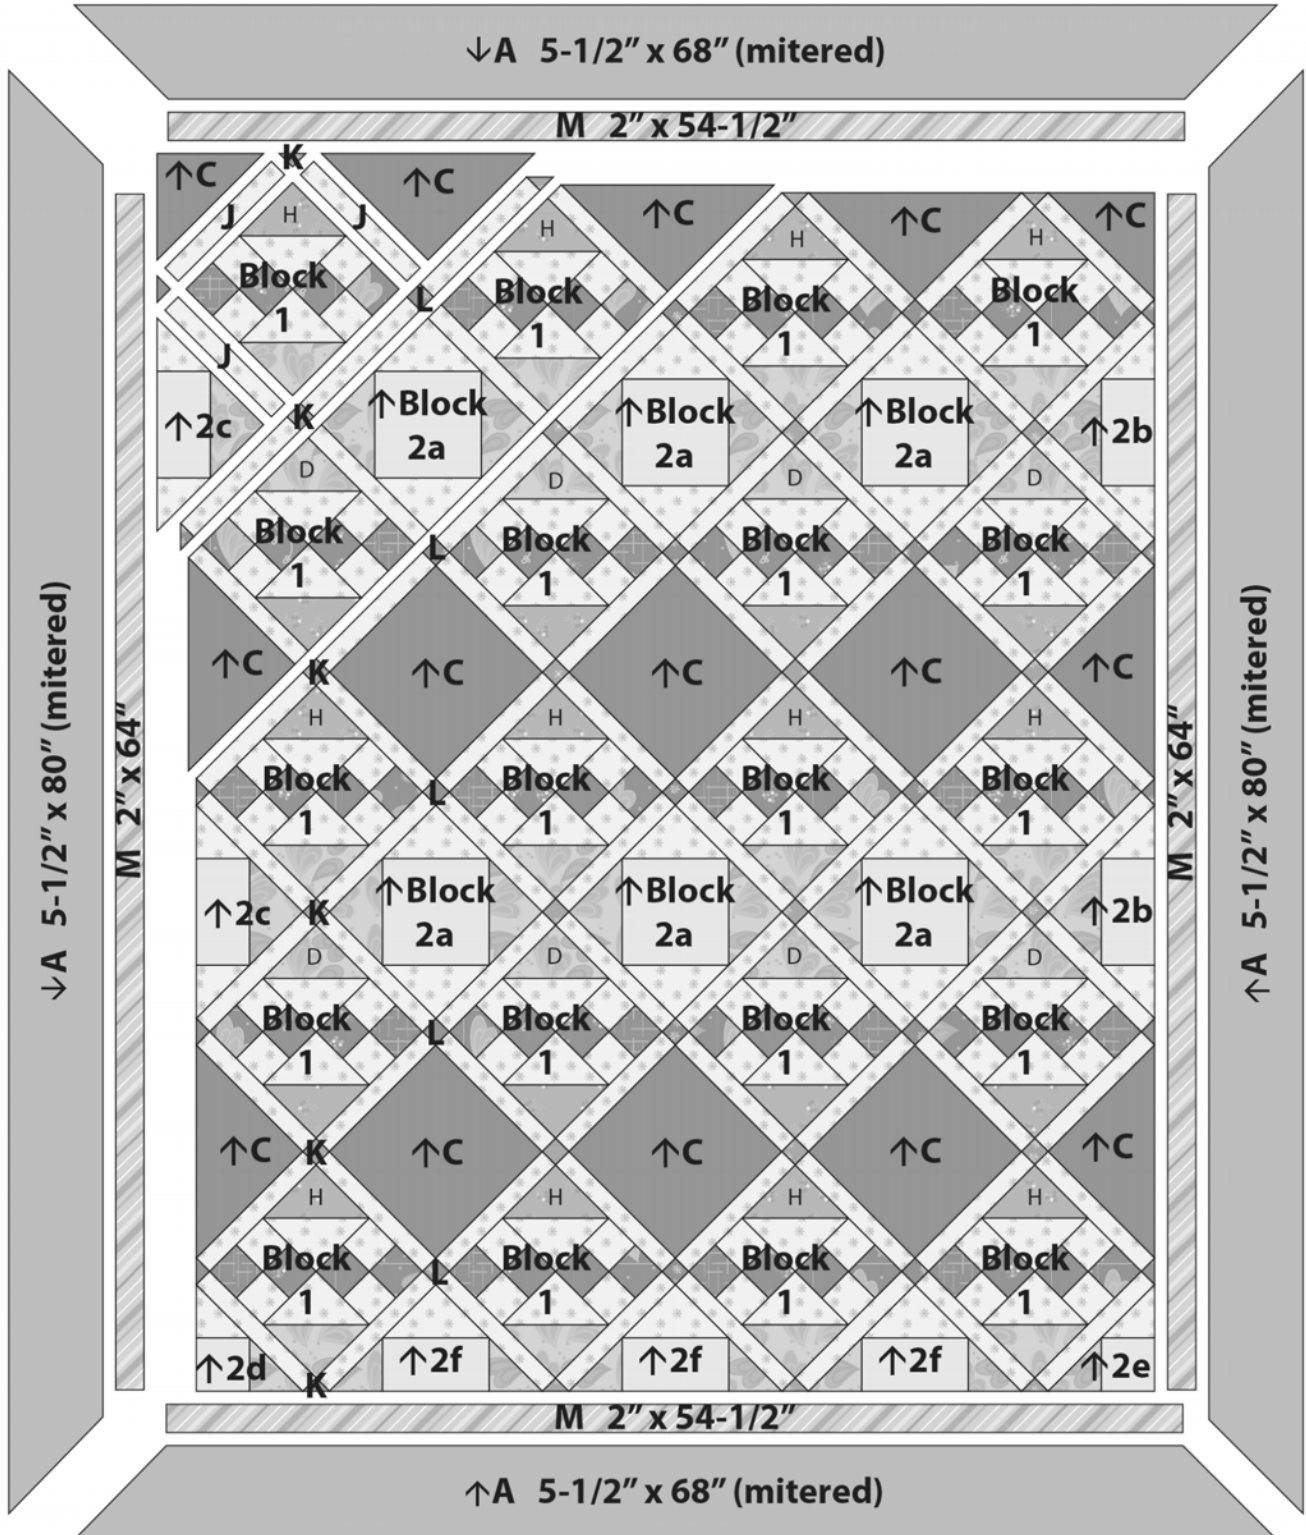 ↓A 5-1/2” x 68” (mitered)
M 2” x 54-1/2”
↑C
K
↑C
↑C
↑C
↑C
J
H
J
H
H
H
Block
1
L
Block
1
Block
1
Block
1
J
↑2c
K
↑Block
2a
↑Block
2a
↑Block
2a
↑2b
D
D
D
D
Block
1
L
Block
1
Block
1
Block
1
↑C
K
↑C
↑C
↑C
↑C
H
H
H
H
↓A 5-1/2” x 80” (mitered)
M 2” x 64”
Block
1
L
Block
1
Block
1
Block
1
M 2” x 64”
↑A 5-1/2” x 80” (mitered)
↑2c
K
↑Block
2a
↑Block
2a
↑Block
2a
↑2b
D
D
D
D
Block
1
L
Block
1
Block
1
Block
1
↑C
K
↑C
↑C
↑C
↑C
H
H
H
H
Block
1
L
Block
1
Block
1
Block
1
↑2d
K
↑2f
↑2f
↑2f
↑2e
M 2” x 54-1/2”
↑A 5-1/2” x 68” (mitered)